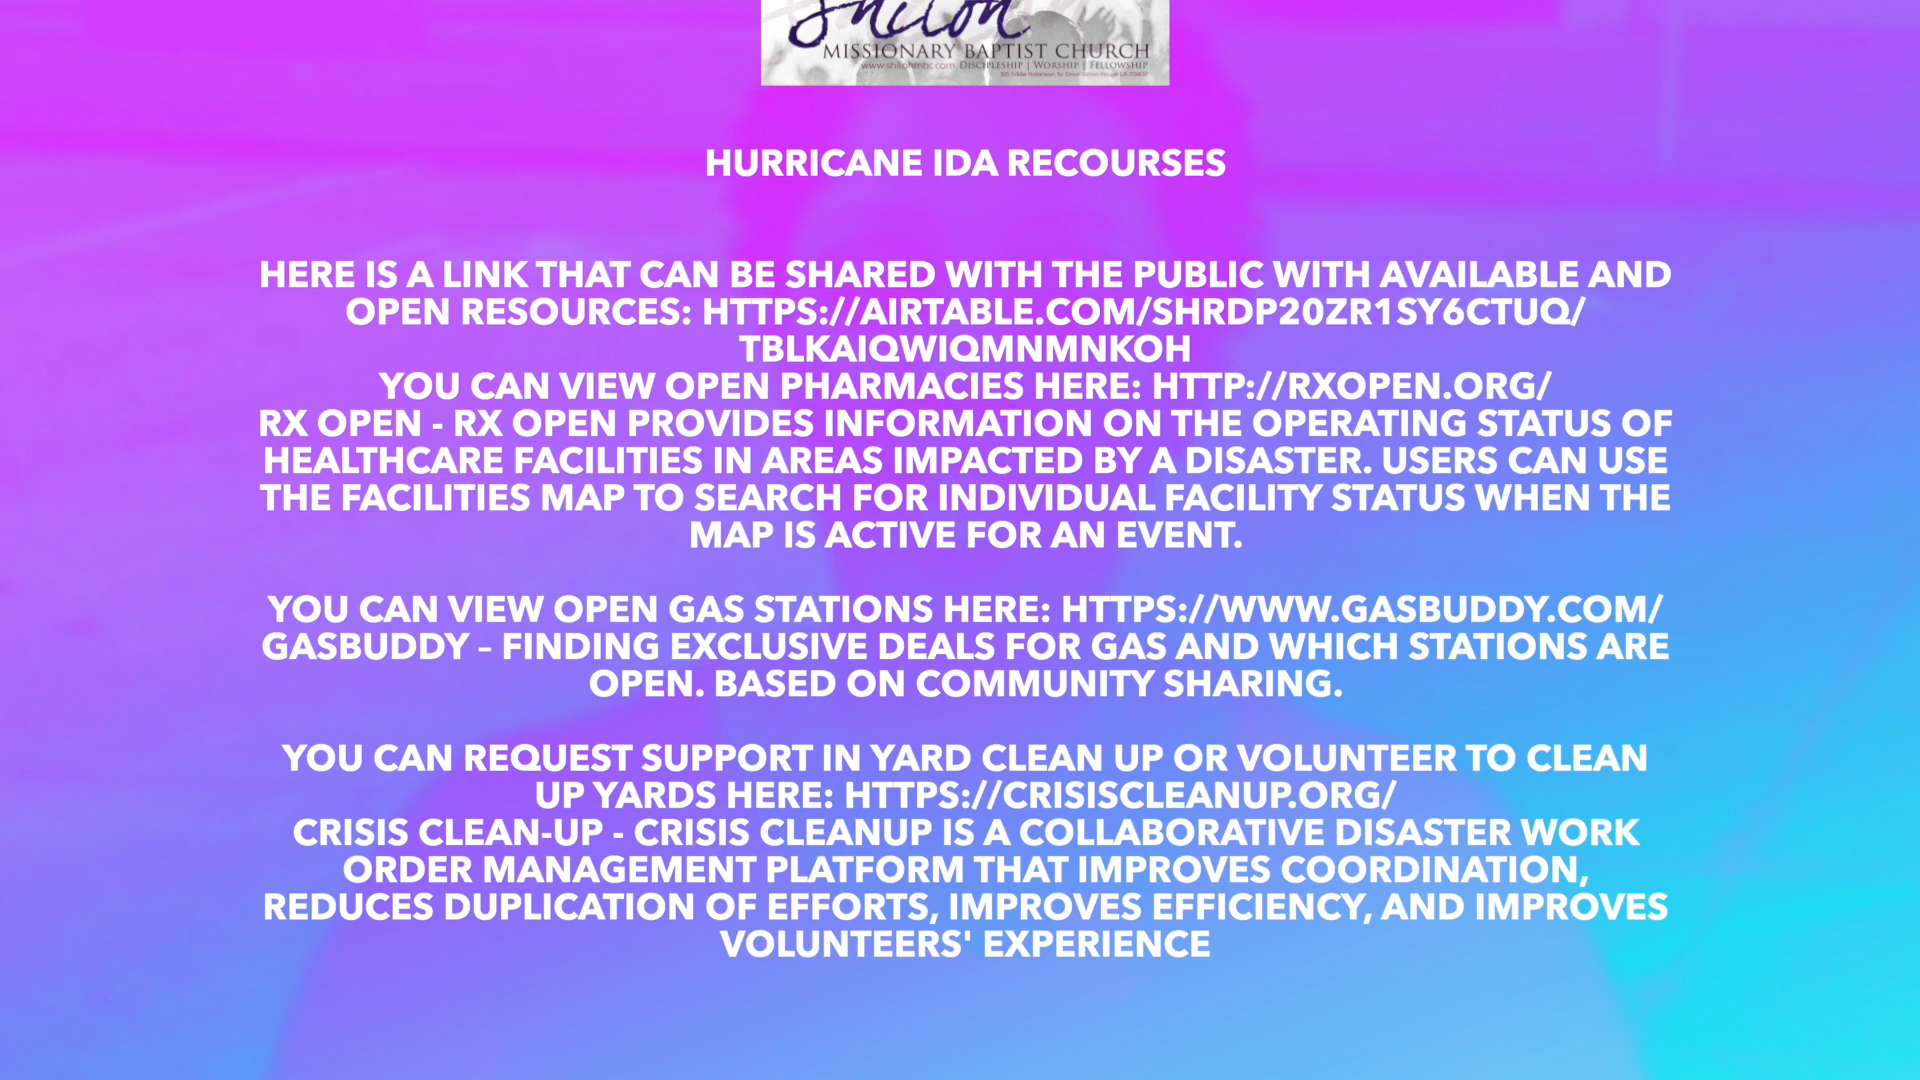 Shiloh
MISSIONARY BAPTIST CHURCH
www.shilohmbc.com DISCIPLESHIP | WORSHIP | FELLOWSHIP
HURRICANE IDA RECOURSES
HERE IS A LINK THAT CAN BE SHARED WITH THE PUBLIC WITH AVAILABLE AND
OPEN RESOURCES: HTTPS://AIRTABLE.COM/SHRDP20ZR1SY6CTUQ/
TBLKAIQWIQMNMNKOH
YOU CAN VIEW OPEN PHARMACIES HERE: HTTP://RXOPEN.ORG/
RX OPEN - RX OPEN PROVIDES INFORMATION ON THE OPERATING STATUS OF
HEALTHCARE FACILITIES IN AREAS IMPACTED BY A DISASTER. USERS CAN USE
THE FACILITIES MAP TO SEARCH FOR INDIVIDUAL FACILITY STATUS WHEN THE
MAP IS ACTIVE FOR AN EVENT.
YOU CAN VIEW OPEN GAS STATIONS HERE: HTTPS://WWW.GASBUDDY.COM/
GASBUDDY – FINDING EXCLUSIVE DEALS FOR GAS AND WHICH STATIONS ARE
OPEN. BASED ON COMMUNITY SHARING.
YOU CAN REQUEST SUPPORT IN YARD CLEAN UP OR VOLUNTEER TO CLEAN
UP YARDS HERE: HTTPS://CRISISCLEANUP.ORG/
CRISIS CLEAN-UP - CRISIS CLEANUP IS A COLLABORATIVE DISASTER WORK
ORDER MANAGEMENT PLATFORM THAT IMPROVES COORDINATION,
REDUCES DUPLICATION OF EFFORTS, IMPROVES EFFICIENCY, AND IMPROVES
VOLUNTEERS' EXPERIENCE